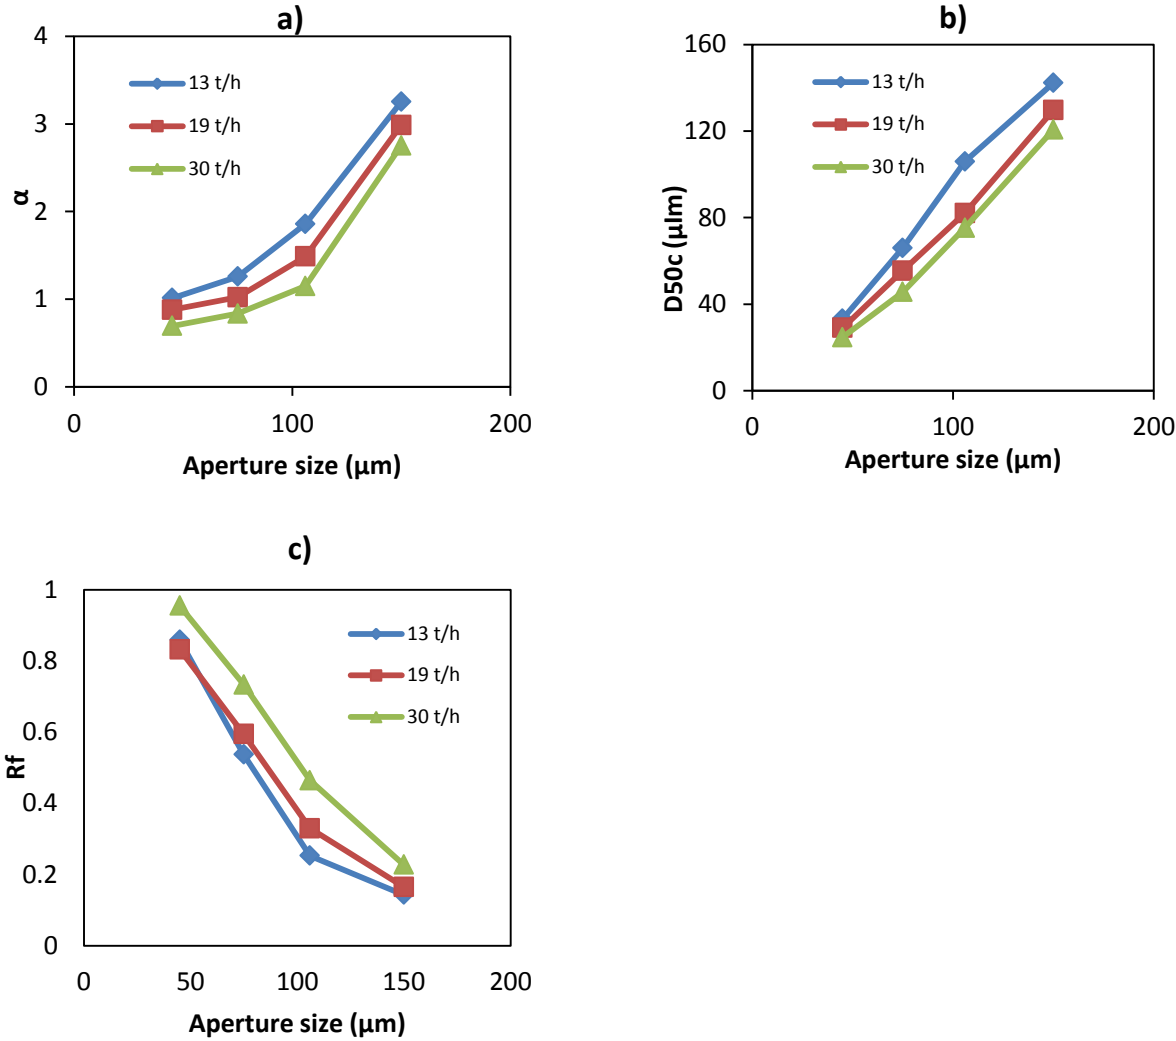 a)
4
3
2
1
0
α
13 t/h
19 t/h
30 t/h
0 100 200
Aperture size (µm)
b)
160
120
80
40
0
D50c (µlm)
13 t/h
19 t/h
30 t/h
0 100 200
Aperture size (µm)
c)
1
0.8
0.6
0.4
0.2
0
Rf
13 t/h
19 t/h
30 t/h
0 50 100 150 200
Aperture size (µm)